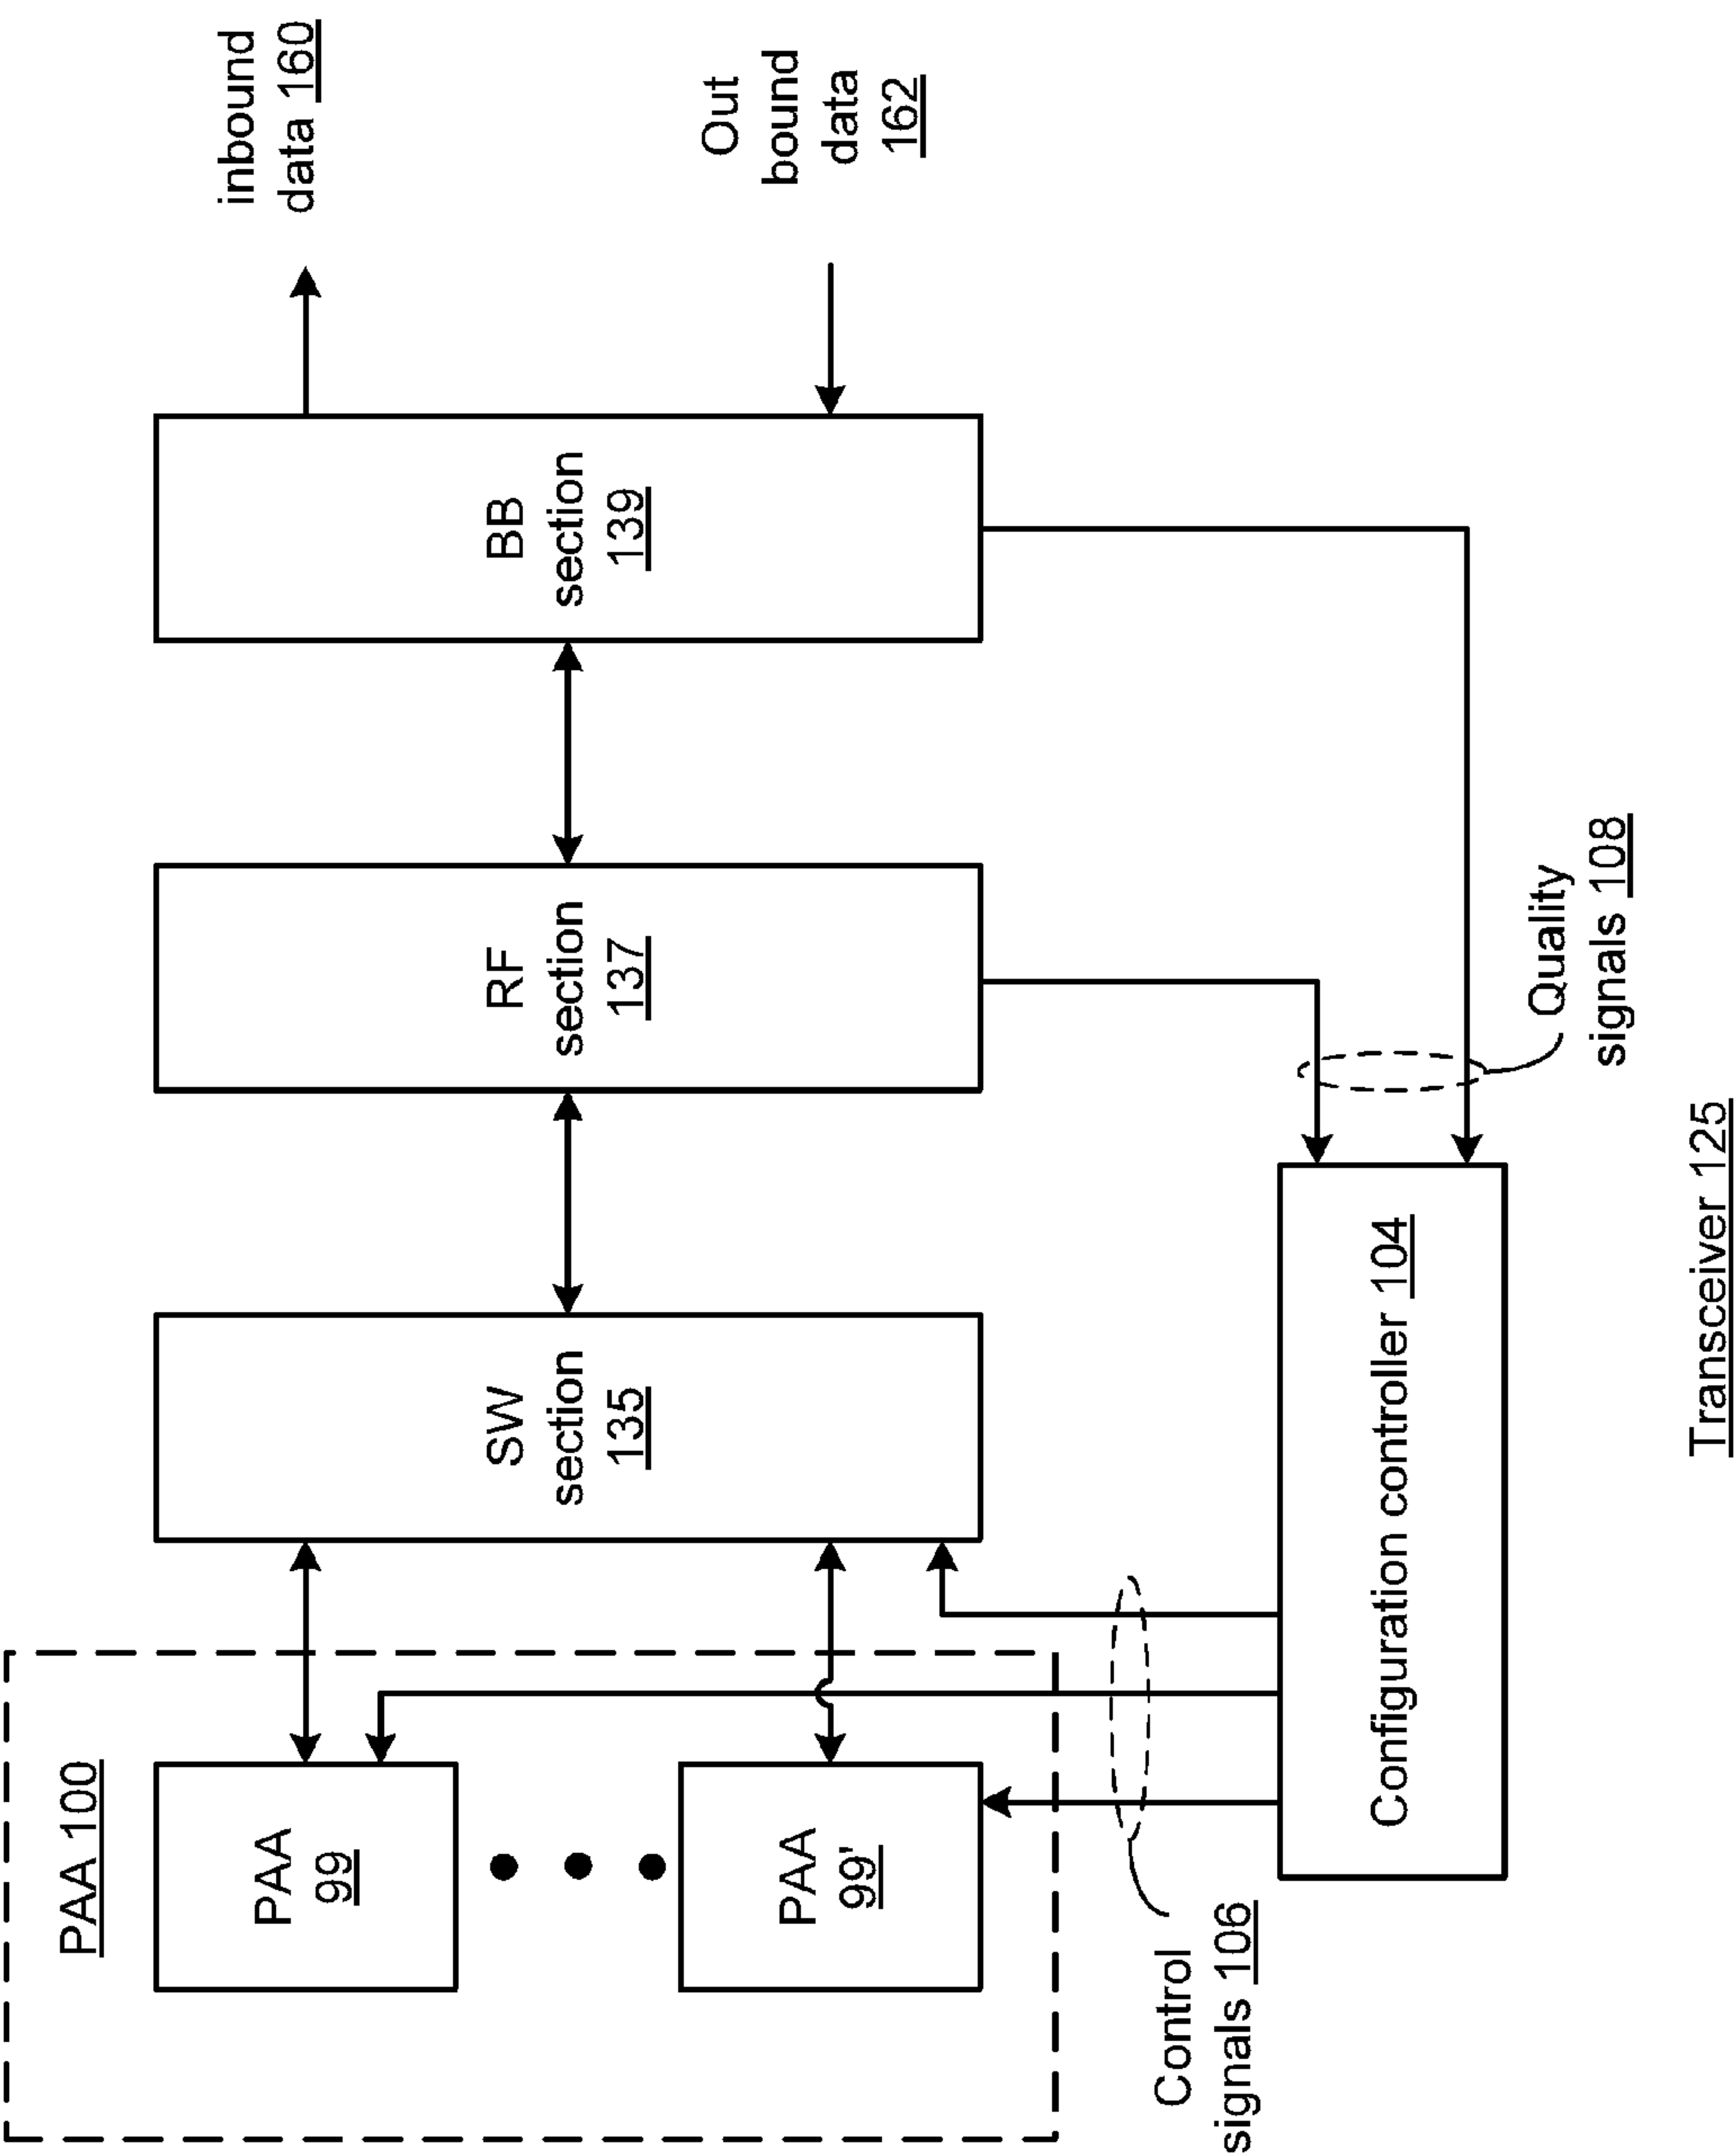 PAA 100
PAA
99
PAA
99'
SW
section
135
RF
section
137
BB
section
139
inbound
data 160
Out
bound
data
162
Control
signals 106
Configuration controller 104
Quality
signals 108
Transceiver 125